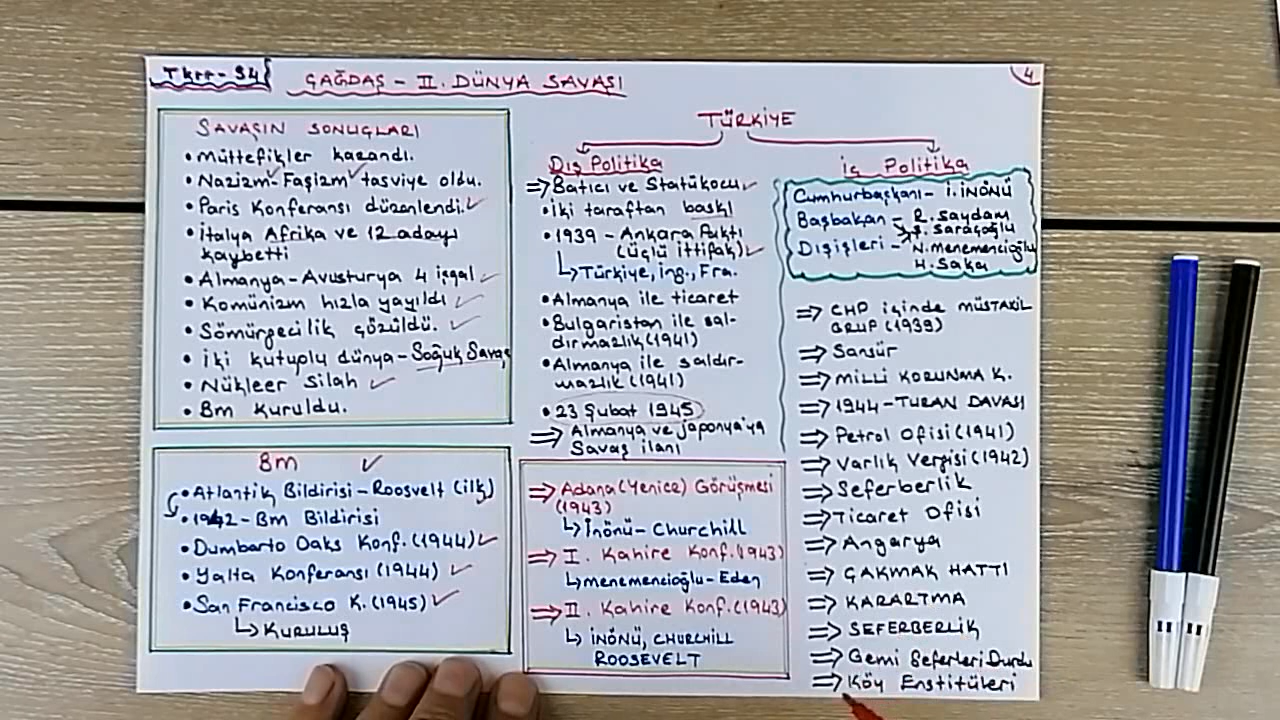 Tkrr-34
ÇAĞDAŞ - II. DÜNYA SAVAŞI
4
SAVAŞIN SONUÇLARI
• Müttefikler kazandı.
• Nazizm-Faşizm tasviye oldu.
• Paris Konferansı düzenlendi.
• İtalya Afrika ve 12 adayı
kaybetti
• Almanya-Avusturya 4 işgal
• Komünizm hızla yayıldı
• Sömürgecilik çözüldü.
• İki kutuplu dünya-Soğuk Savaş
• Nükleer Silah
• Bm Kuruldu.
Bm
• Atlantik Bildirisi-Roosvelt (ilk)
• 1942-Bm Bildirisi
• Dumbarto Oaks Konf. (1944)
• Yalta Konferansı (1944)
• San Francisco K. (1945)
↳ KURULUŞ
TÜRKİYE
Dış Politika
⇒ Batıcı ve Statükocu
• İki taraftan baskı
• 1939 - Ankara Paktı
(üçlü ittifak)
↳ Türkiye, ing., Fra.
• Almanya ile ticaret
• Bulgaristan ile sal-
dırmazlık (1941)
• Almanya ile saldır-
mazlık (1941)
• 23 Şubat 1945
⇒ Almanya ve japonya'ya
Savaş ilanı
⇒ Adana (Yenice) Görüşmesi
(1943)
↳ İnönü-Churchill
⇒ I. Kahire Konf. (1943)
↳ Menemencioğlu-Eden
⇒ II. Kahire Konf. (1943)
↳ İNÖNÜ, CHURCHILL
ROOSEVELT
iç Politika
Cumhurbaşkanı- İ. İNÖNÜ
Başbakan - R. Saydam
Ş. Saraçoğlu
Dışişleri - N. Menemencioğlu
H. Saka
⇒ CHP içinde MÜSTAKİL
GRUP (1939)
⇒ Sansür
⇒ MİLLİ KORUNMA K.
⇒ 1944-TURAN DAVASI
⇒ Petrol Ofisi (1941)
⇒ Varlık Vergisi (1942)
⇒ Seferberlik
⇒ Ticaret Ofisi
⇒ Angarya
⇒ ÇAKMAK HATTI
⇒ KARARTMA
⇒ SEFERBERLİK
⇒ Gemi Seferleri Durdu
⇒ Köy Enstitüleri